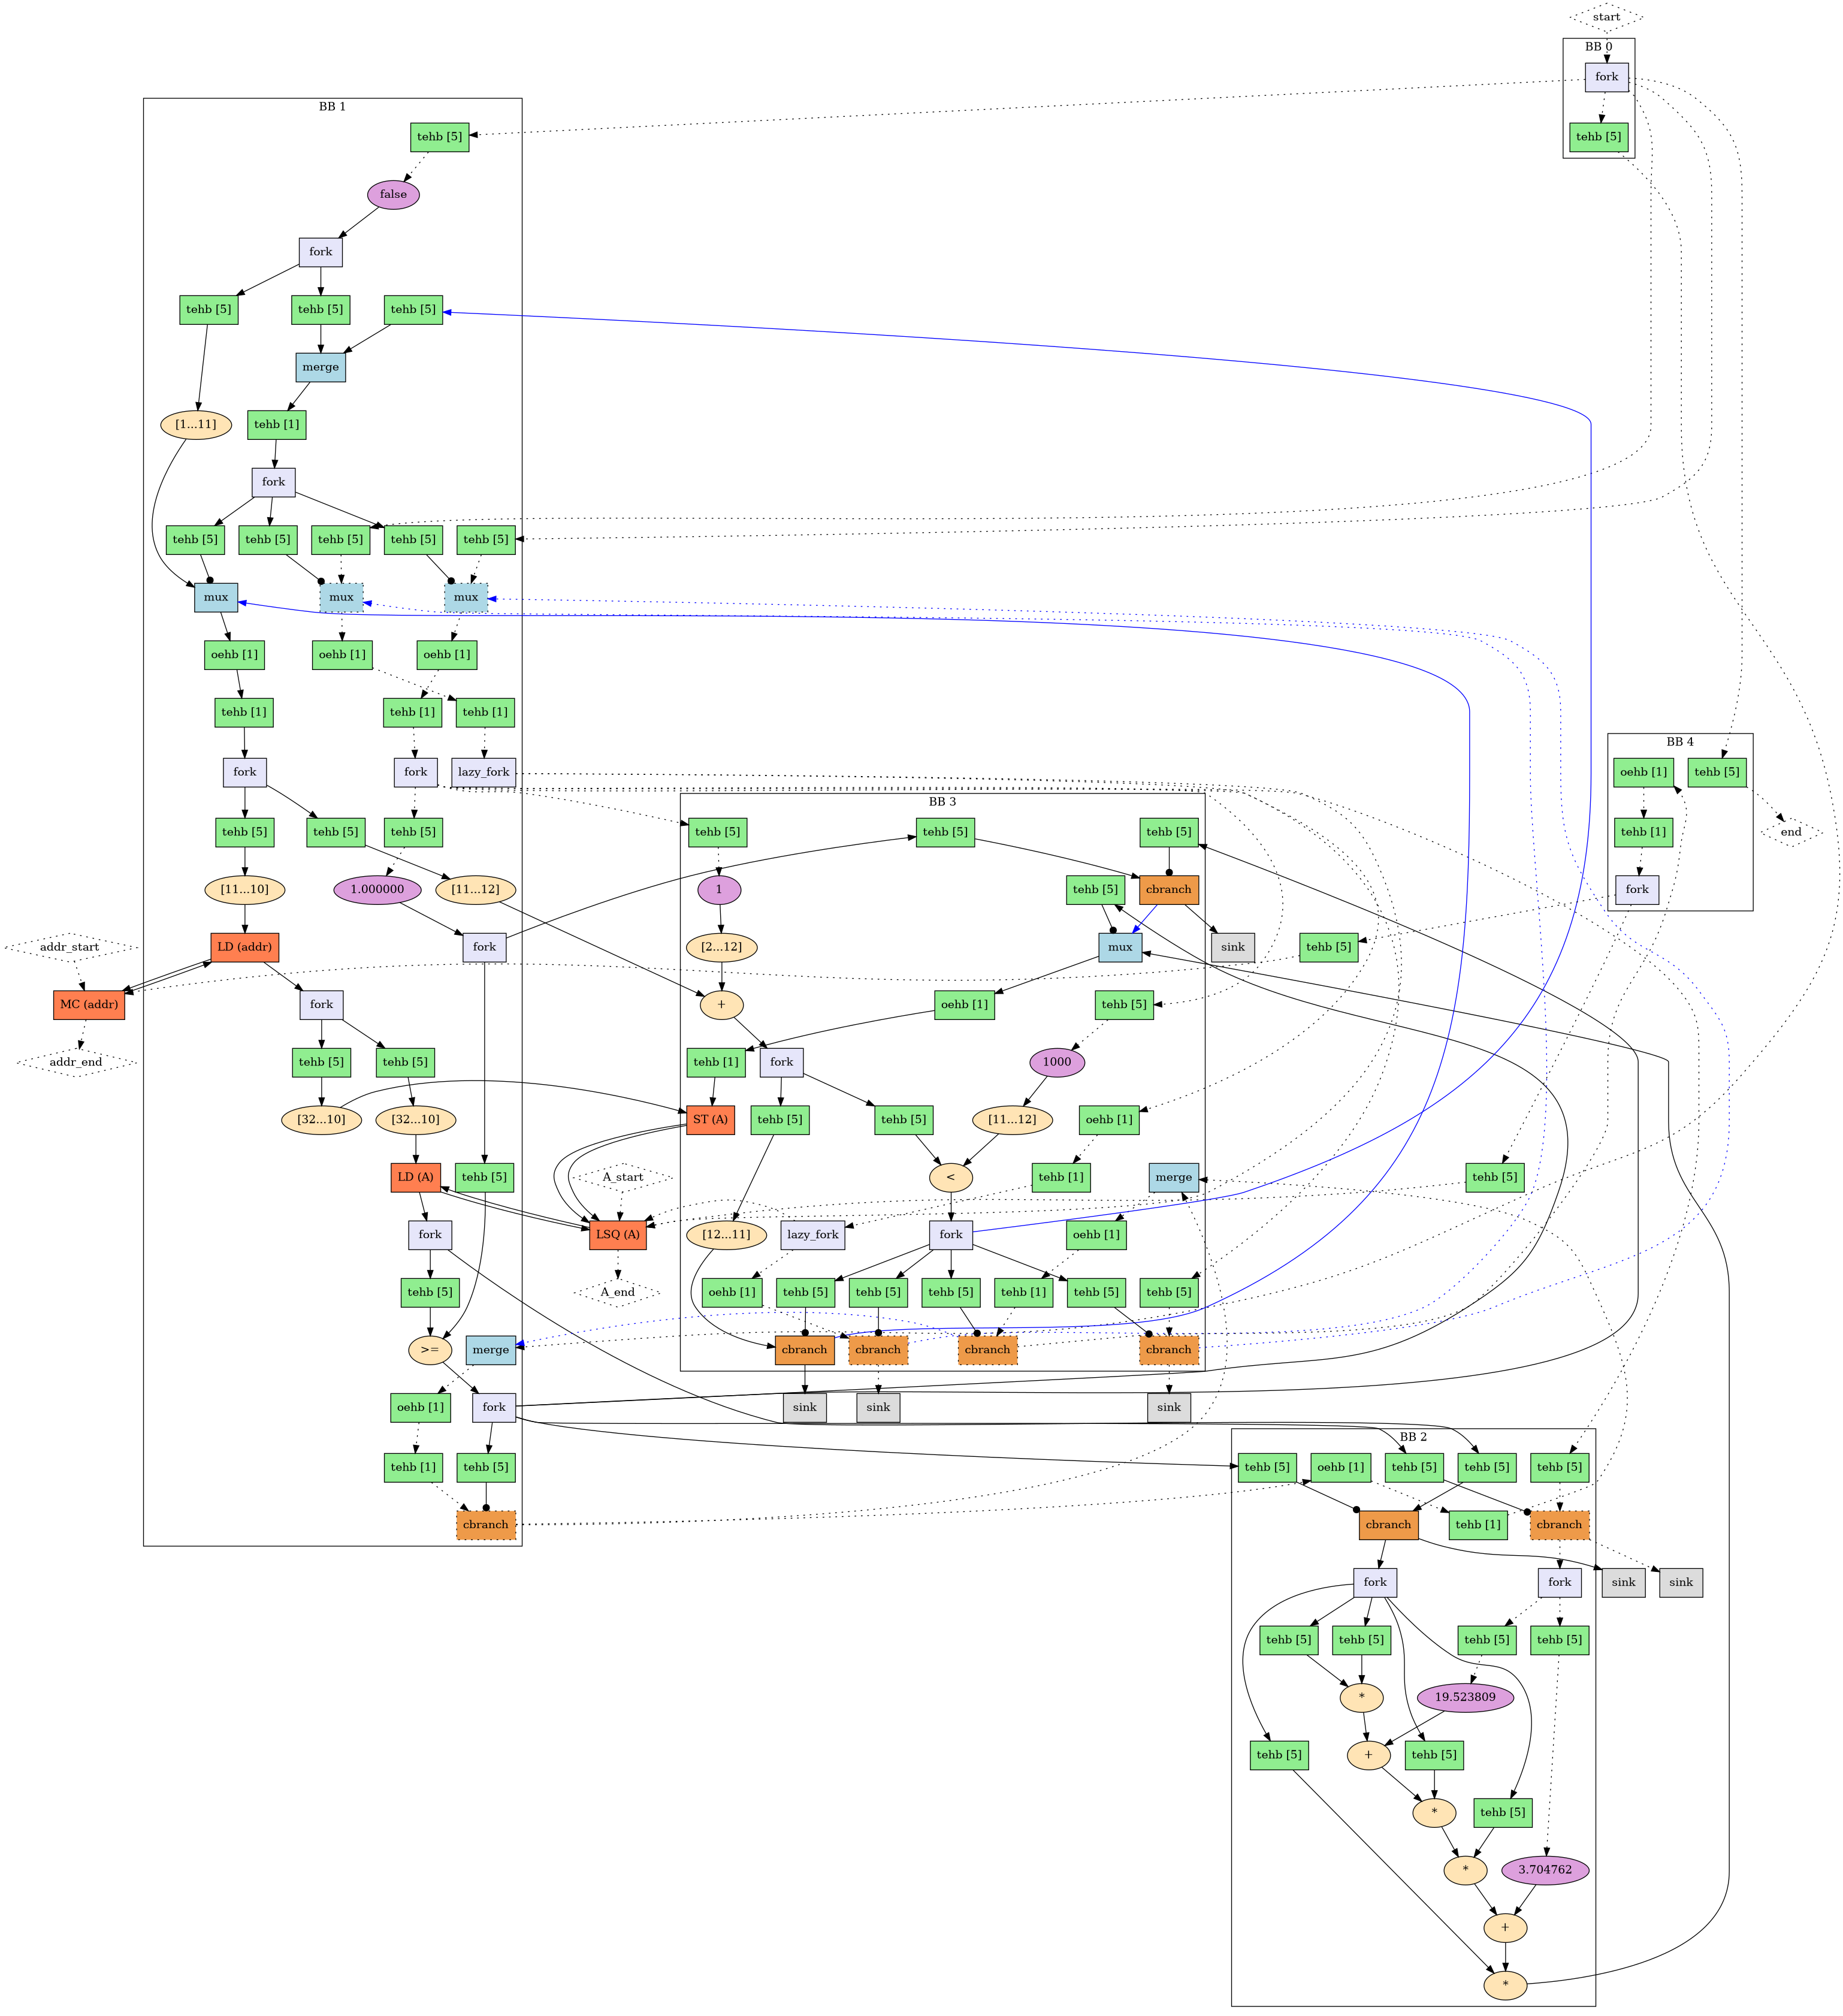 start
BB 0
fork
tehb [5]
BB 1
tehb [5]
false
fork
tehb [5]
tehb [5]
tehb [5]
merge
[1...11]
tehb [1]
fork
tehb [5]
tehb [5]
tehb [5]
tehb [5]
tehb [5]
mux
mux
mux
oehb [1]
oehb [1]
oehb [1]
tehb [1]
tehb [1]
tehb [1]
fork
fork
lazy_fork
tehb [5]
tehb [5]
tehb [5]
[11...10]
1.000000
[11...12]
addr_start
LD (addr)
fork
MC (addr)
fork
addr_end
tehb [5]
tehb [5]
[32...10]
[32...10]
LD (A)
tehb [5]
fork
tehb [5]
>=
merge
oehb [1]
fork
tehb [1]
tehb [5]
cbranch
A_start
LSQ (A)
A_end
BB 3
tehb [5]
tehb [5]
tehb [5]
1
tehb [5]
cbranch
[2...12]
mux
sink
tehb [5]
+
oehb [1]
tehb [5]
tehb [1]
fork
1000
ST (A)
tehb [5]
tehb [5]
[11...12]
oehb [1]
<
tehb [1]
merge
tehb [5]
[12...11]
lazy_fork
fork
oehb [1]
oehb [1]
tehb [5]
tehb [5]
tehb [5]
tehb [1]
tehb [5]
tehb [5]
cbranch
cbranch
cbranch
cbranch
sink
sink
sink
BB 4
oehb [1]
tehb [5]
tehb [1]
end
fork
BB 2
tehb [5]
oehb [1]
tehb [5]
tehb [5]
tehb [5]
cbranch
tehb [1]
cbranch
fork
fork
sink
sink
tehb [5]
tehb [5]
tehb [5]
tehb [5]
*
19.523809
tehb [5]
+
tehb [5]
*
tehb [5]
*
3.704762
+
*